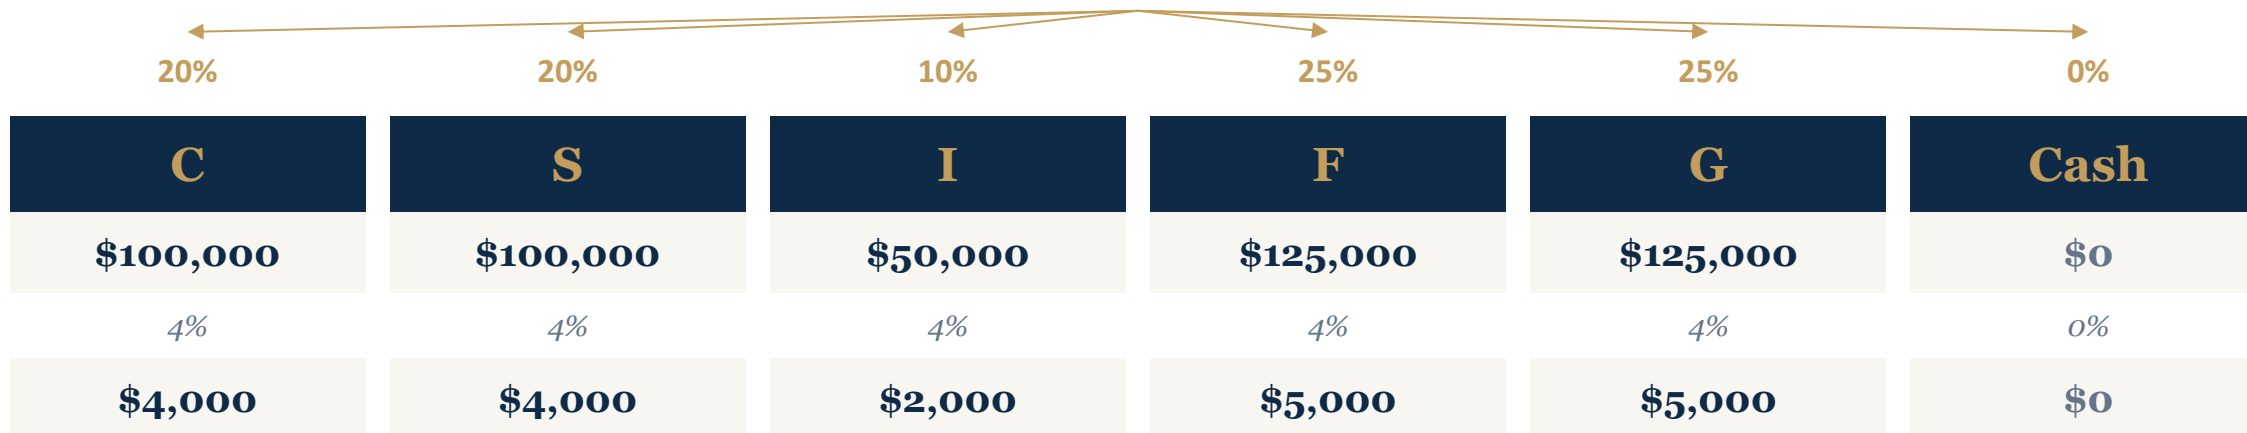 20% 20% 10% 25% 25% 0%
C S I F G Cash
$100,000 $100,000 $50,000 $125,000 $125,000 $0
4% 4% 4% 4% 4% 0%
$4,000 $4,000 $2,000 $5,000 $5,000 $0